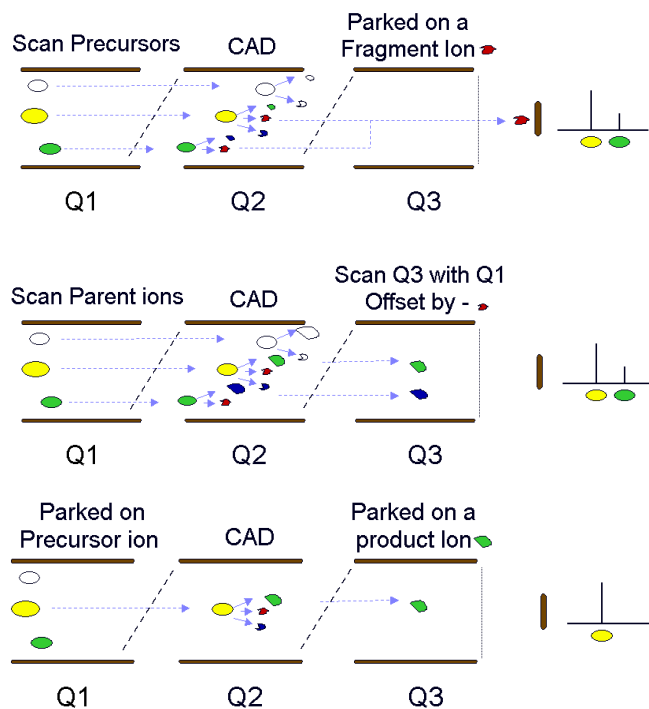 Scan Precursors
CAD
Parked on a
Fragment Ion
Q1
Q2
Q3
Scan Parent ions
CAD
Scan Q3 with Q1
Offset by -
Q1
Q2
Q3
Parked on
Precursor ion
CAD
Parked on a
product Ion
Q1
Q2
Q3